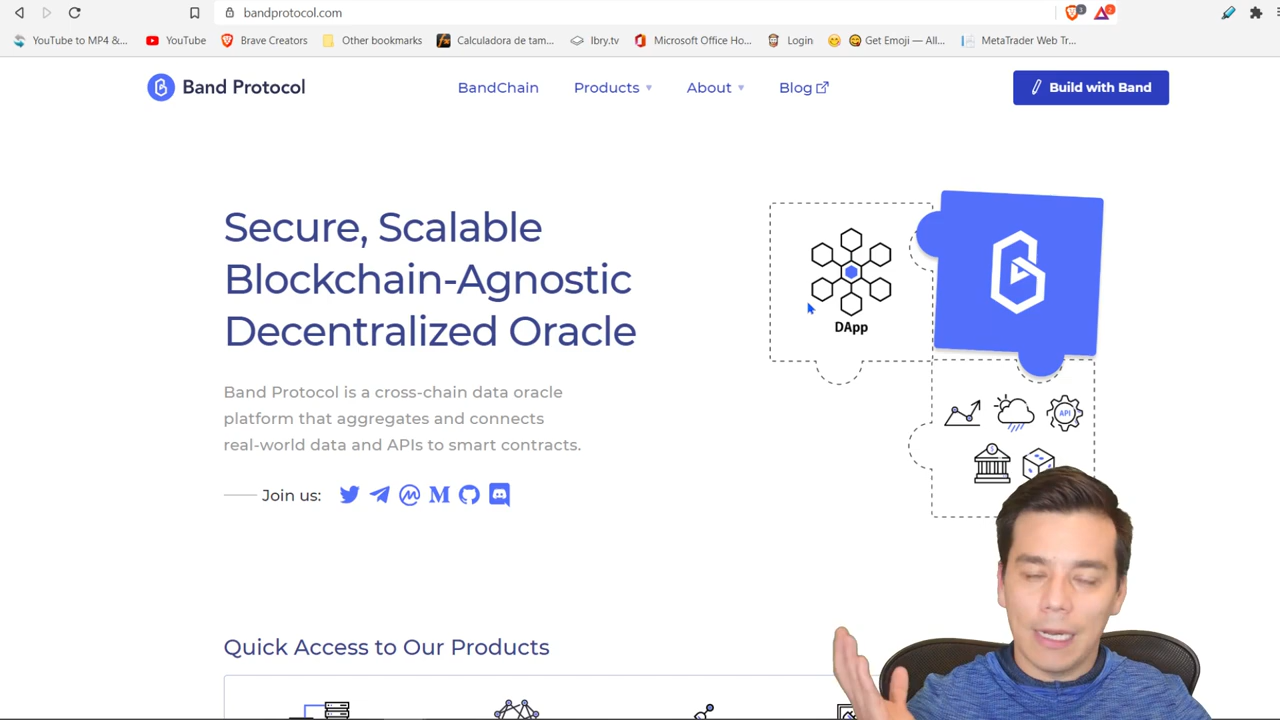 bandprotocol.com
3
2
YouTube to MP4 &...
YouTube
Brave Creators
Other bookmarks
Calculadora de tam...
lbry.tv
Microsoft Office Ho...
Login
Get Emoji — All...
MetaTrader Web Tr...
Band Protocol
BandChain
Products
About
Blog
Build with Band
Secure, Scalable
Blockchain-Agnostic
Decentralized Oracle
DApp
API
Band Protocol is a cross-chain data oracle
platform that aggregates and connects
real-world data and APIs to smart contracts.
Join us:
Quick Access to Our Products